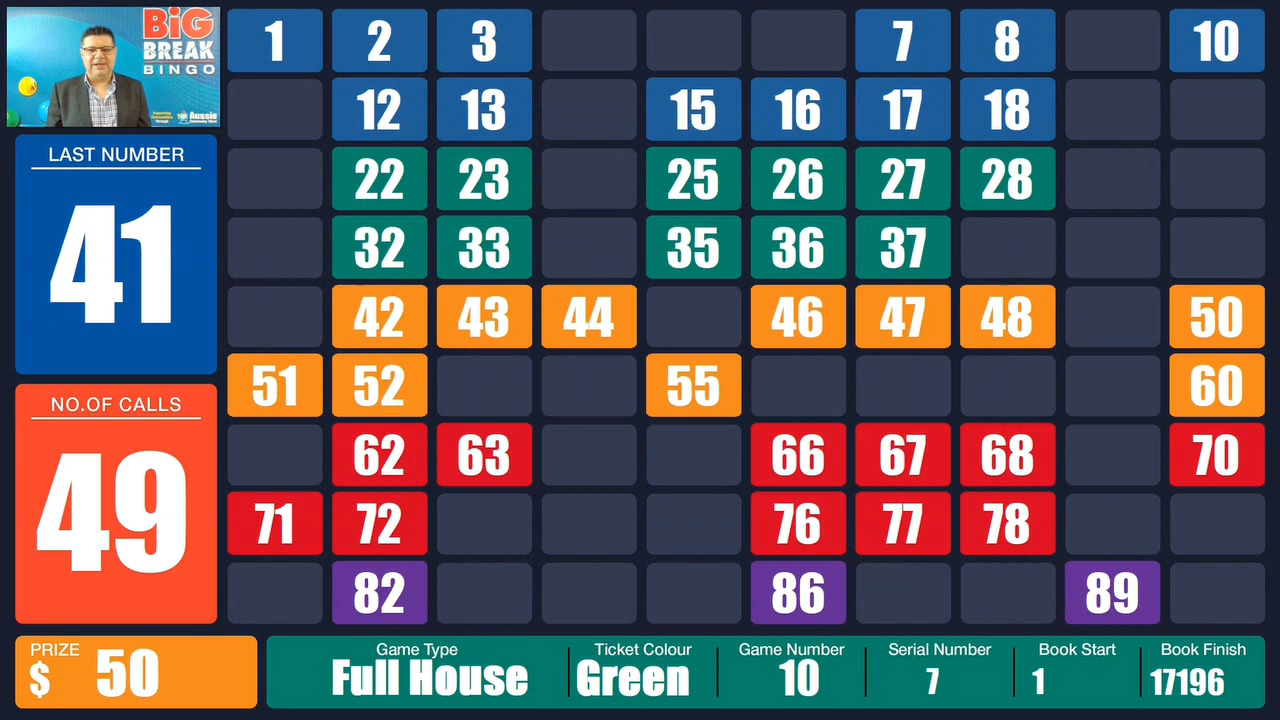 BiG
BREAK
BINGO
Aussie
LAST NUMBER
41
NO.OF CALLS
49
1 2 3 7 8 10
12 13 15 16 17 18
22 23 25 26 27 28
32 33 35 36 37
42 43 44 46 47 48 50
51 52 55 60
62 63 66 67 68 70
71 72 76 77 78
82 86 89
PRIZE
$ 50
Game Type Ticket Colour Game Number Serial Number Book Start Book Finish
Full House Green 10 7 1 17196